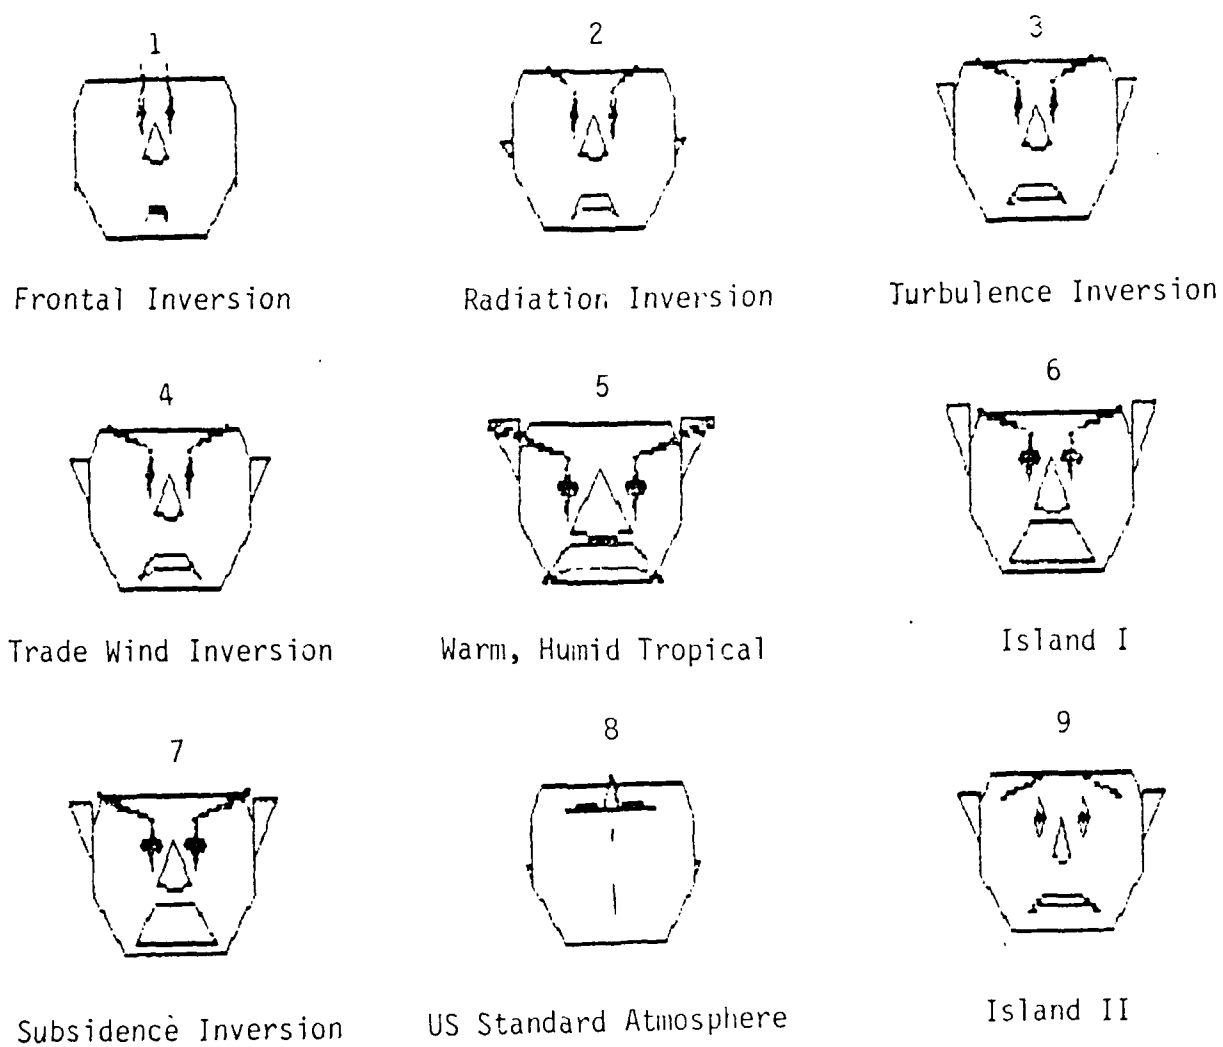 1
2
3
Frontal Inversion
Radiation Inversion
Turbulence Inversion
4
5
6
Trade Wind Inversion
Warm, Humid Tropical
Island I
7
8
9
Subsidence Inversion
US Standard Atmosphere
Island II